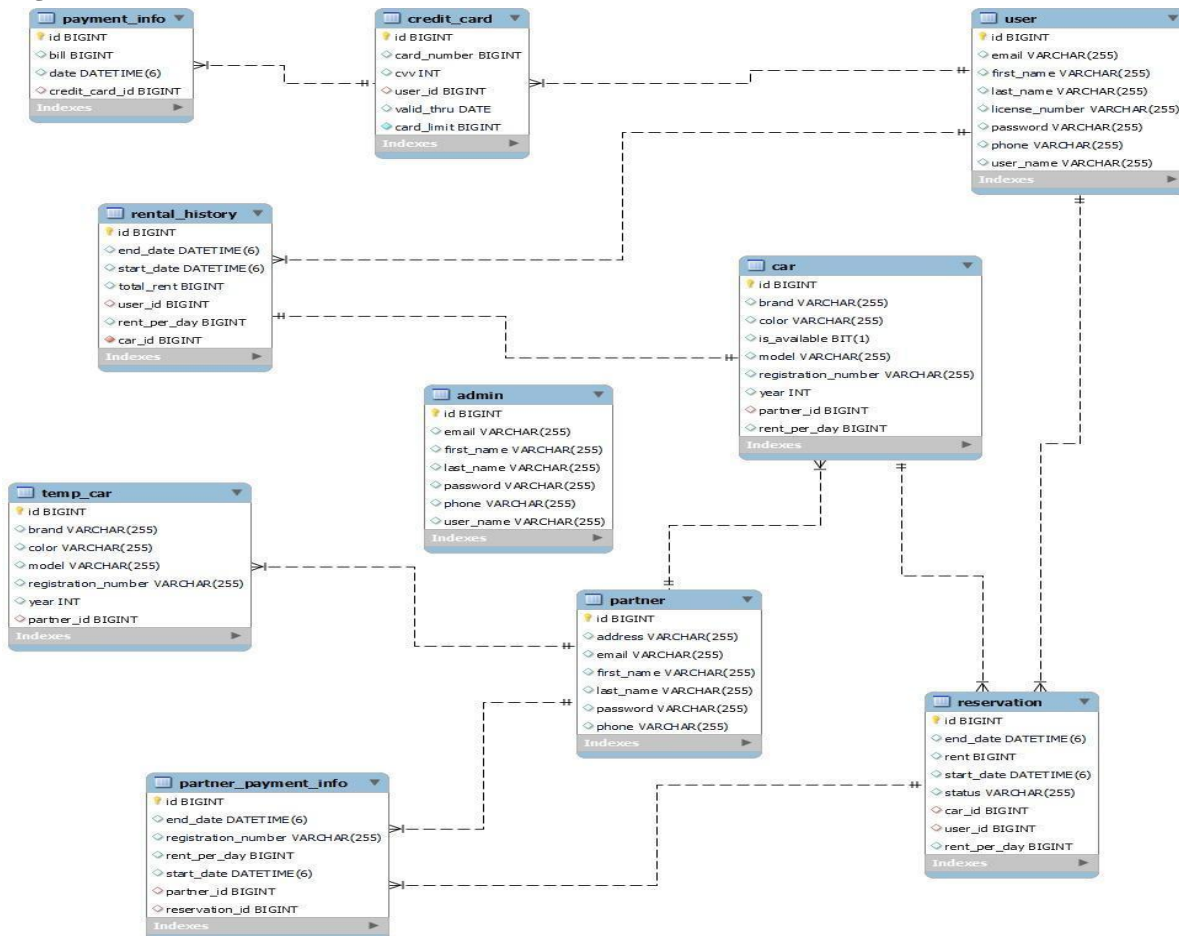 payment_info
id BIGINT
bill BIGINT
date DATETIME(6)
credit_card_id BIGINT
Indexes
credit_card
id BIGINT
card_number BIGINT
cvv INT
user_id BIGINT
valid_thru DATE
card_limit BIGINT
Indexes
user
id BIGINT
email VARCHAR(255)
first_name VARCHAR(255)
last_name VARCHAR(255)
license_number VARCHAR(255)
password VARCHAR(255)
phone VARCHAR(255)
user_name VARCHAR(255)
Indexes
rental_history
id BIGINT
end_date DATETIME(6)
start_date DATETIME(6)
total_rent BIGINT
user_id BIGINT
rent_per_day BIGINT
car_id BIGINT
Indexes
car
id BIGINT
brand VARCHAR(255)
color VARCHAR(255)
is_available BIT(1)
model VARCHAR(255)
registration_number VARCHAR(255)
year INT
partner_id BIGINT
rent_per_day BIGINT
Indexes
admin
id BIGINT
email VARCHAR(255)
first_name VARCHAR(255)
last_name VARCHAR(255)
password VARCHAR(255)
phone VARCHAR(255)
user_name VARCHAR(255)
Indexes
temp_car
id BIGINT
brand VARCHAR(255)
color VARCHAR(255)
model VARCHAR(255)
registration_number VARCHAR(255)
year INT
partner_id BIGINT
Indexes
partner
id BIGINT
address VARCHAR(255)
email VARCHAR(255)
first_name VARCHAR(255)
last_name VARCHAR(255)
password VARCHAR(255)
phone VARCHAR(255)
Indexes
reservation
id BIGINT
end_date DATETIME(6)
rent BIGINT
start_date DATETIME(6)
status VARCHAR(255)
car_id BIGINT
user_id BIGINT
rent_per_day BIGINT
Indexes
partner_payment_info
id BIGINT
end_date DATETIME(6)
registration_number VARCHAR(255)
rent_per_day BIGINT
start_date DATETIME(6)
partner_id BIGINT
reservation_id BIGINT
Indexes